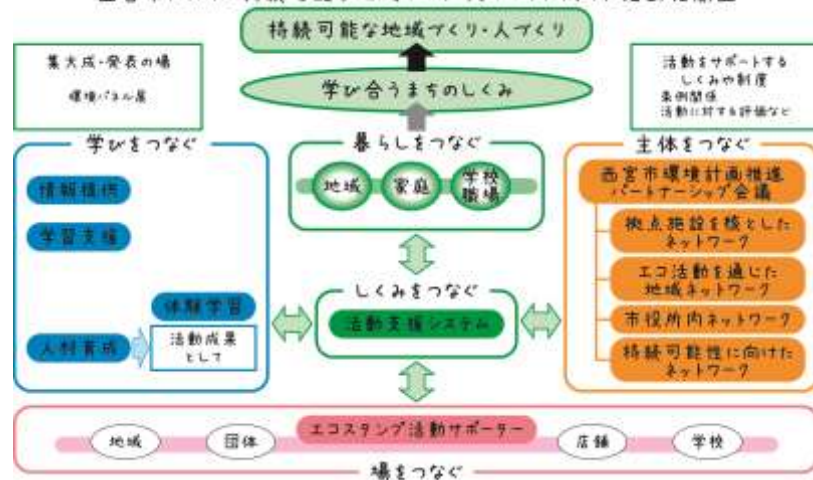 持続可能な地域づくり・人づくり
学び合うまちのしくみ
集大成・発表の場
環境パネル展
活動をサポートする
しくみや制度
条例関係
活動に対する評価など
学びをつなぐ
情報提供
学習支援
体験学習
人材育成
活動成果
として
暮らしをつなぐ
地域
家庭
学校
職場
しくみをつなぐ
活動支援システム
主体をつなぐ
西宮市環境計画推進
パートナーシップ会議
拠点施設を核とした
ネットワーク
エコ活動を通じた
地域ネットワーク
市役所内ネットワーク
持続可能性に向けた
ネットワーク
エコスタンプ活動サポーター
地域
団体
店舗
学校
場をつなぐ